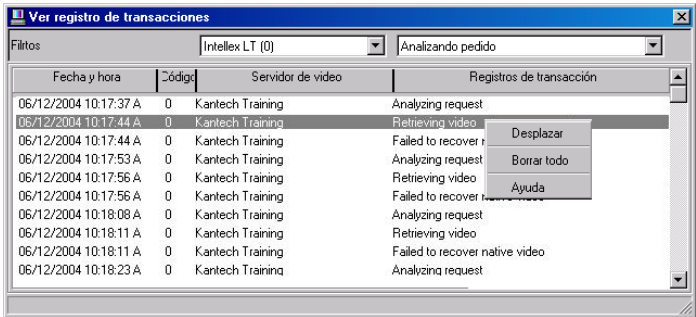 Ver registro de transacciones
Filrtos Intellex LT (0) Analizando pedido
Fecha y hora Código Servidor de video Registros de transacción
06/12/2004 10:17:37 A 0 Kantech Training Analyzing request
06/12/2004 10:17:44 A 0 Kantech Training Retrieving video
06/12/2004 10:17:44 A 0 Kantech Training Failed to recover
06/12/2004 10:17:53 A 0 Kantech Training Analyzing request
06/12/2004 10:17:56 A 0 Kantech Training Retrieving video
06/12/2004 10:17:56 A 0 Kantech Training Failed to recover native video
06/12/2004 10:18:08 A 0 Kantech Training Analyzing request
06/12/2004 10:18:11 A 0 Kantech Training Retrieving video
06/12/2004 10:18:11 A 0 Kantech Training Failed to recover native video
06/12/2004 10:18:23 A 0 Kantech Training Analyzing request
Desplazar
Borrar todo
Ayuda